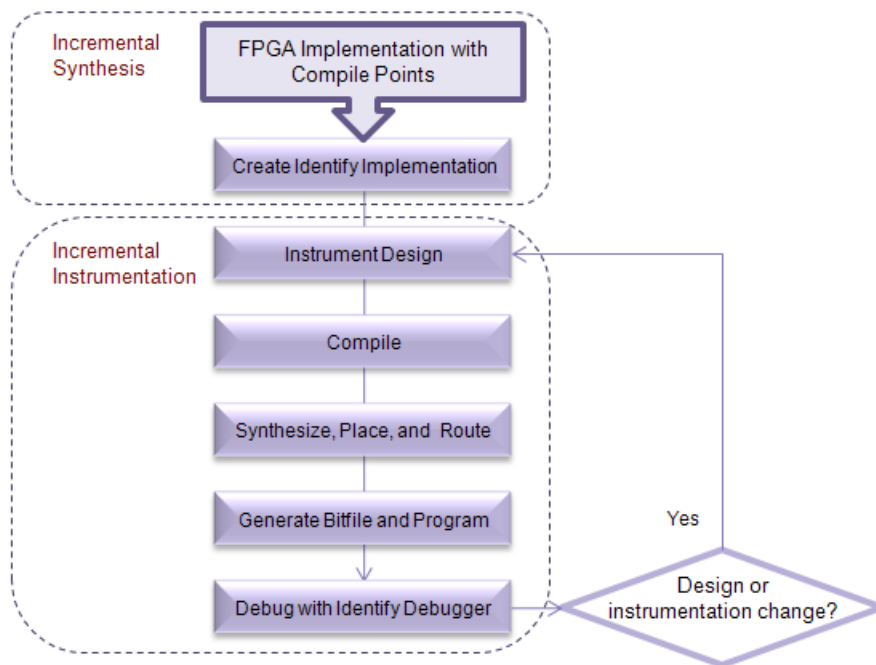 Incremental
Synthesis
FPGA Implementation with
Compile Points
Create Identify Implementation
Incremental
Instrumentation
Instrument Design
Compile
Synthesize, Place, and Route
Generate Bitfile and Program
Debug with Identify Debugger
Yes
Design or
instrumentation change?